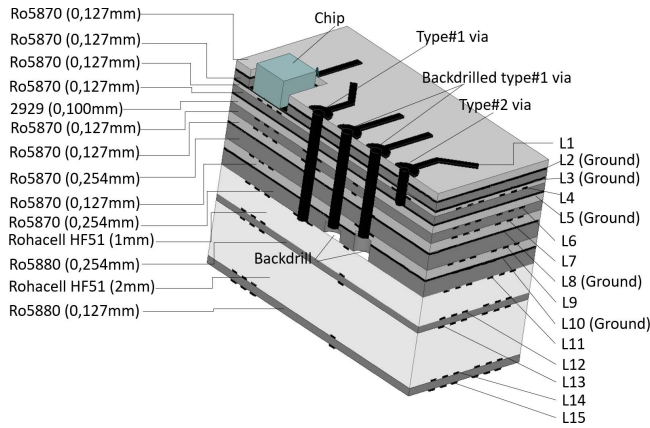 Ro5870 (0,127mm)
Ro5870 (0,127mm)
Ro5870 (0,127mm)
Ro5870 (0,127mm)
2929 (0,100mm)
Ro5870 (0,127mm)
Ro5870 (0,127mm)
Ro5870 (0,254mm)
Ro5870 (0,127mm)
Ro5870 (0,254mm)
Rohacell HF51 (1mm)
Ro5880 (0,254mm)
Rohacell HF51 (2mm)
Ro5880 (0,127mm)
Chip
Type#1 via
Backdrilled type#1 via
Type#2 via
Backdrill
L1
L2 (Ground)
L3 (Ground)
L4
L5 (Ground)
L6
L7
L8 (Ground)
L9
L10 (Ground)
L11
L12
L13
L14
L15